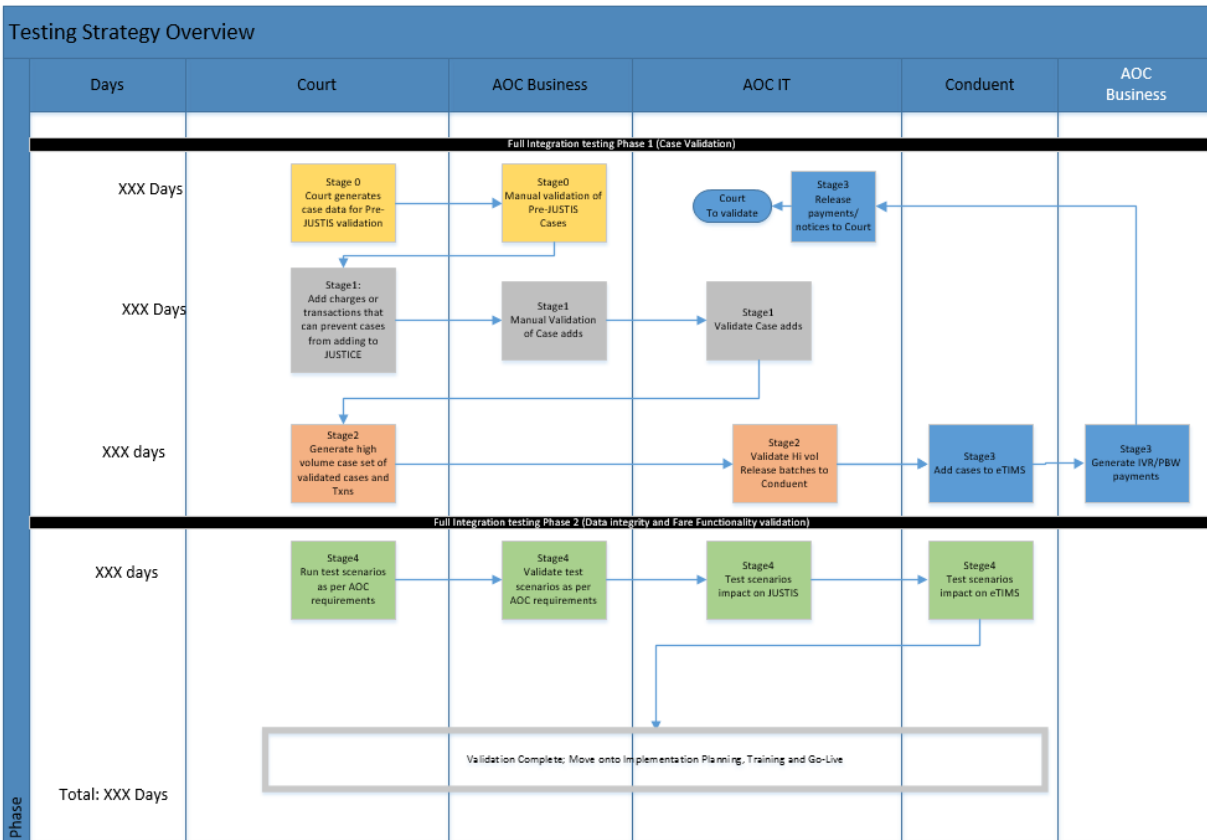 Testing Strategy Overview
Days
Court
AOC Business
AOC IT
Conduent
AOC
Business
Full Integration testing Phase 1 (Case Validation)
XXX Days
Stage 0
Court generates
case data for Pre-
JUSTIS validation
Stage0
Manual validation of
Pre-JUSTIS
Cases
Court
To validate
Stage3
Release
payments/
notices to Court
XXX Days
Stage1:
Add charges or
transactions that
can prevent cases
from adding to
JUSTICE
Stage1
Manual Validation
of Case adds
Stage1
Validate Case adds
XXX days
Stage2
Generate high
volume case set of
validated cases and
Txns
Stage2
Validate Hi vol
Release batches to
Conduent
Stage3
Add cases to eTIMS
Stage3
Generate IVR/PBW
payments
Full Integration testing Phase 2 (Data integrity and Fare Functionality validation)
XXX days
Stage4
Run test scenarios
as per AOC
requirements
Stage4
Validate test
scenarios as per
AOC requirements
Stage4
Test scenarios
impact on JUSTIS
Stege4
Test scenarios
impact on eTIMS
Validation Complete; Move onto Implementation Planning, Training and Go-Live
Total: XXX Days
Phase